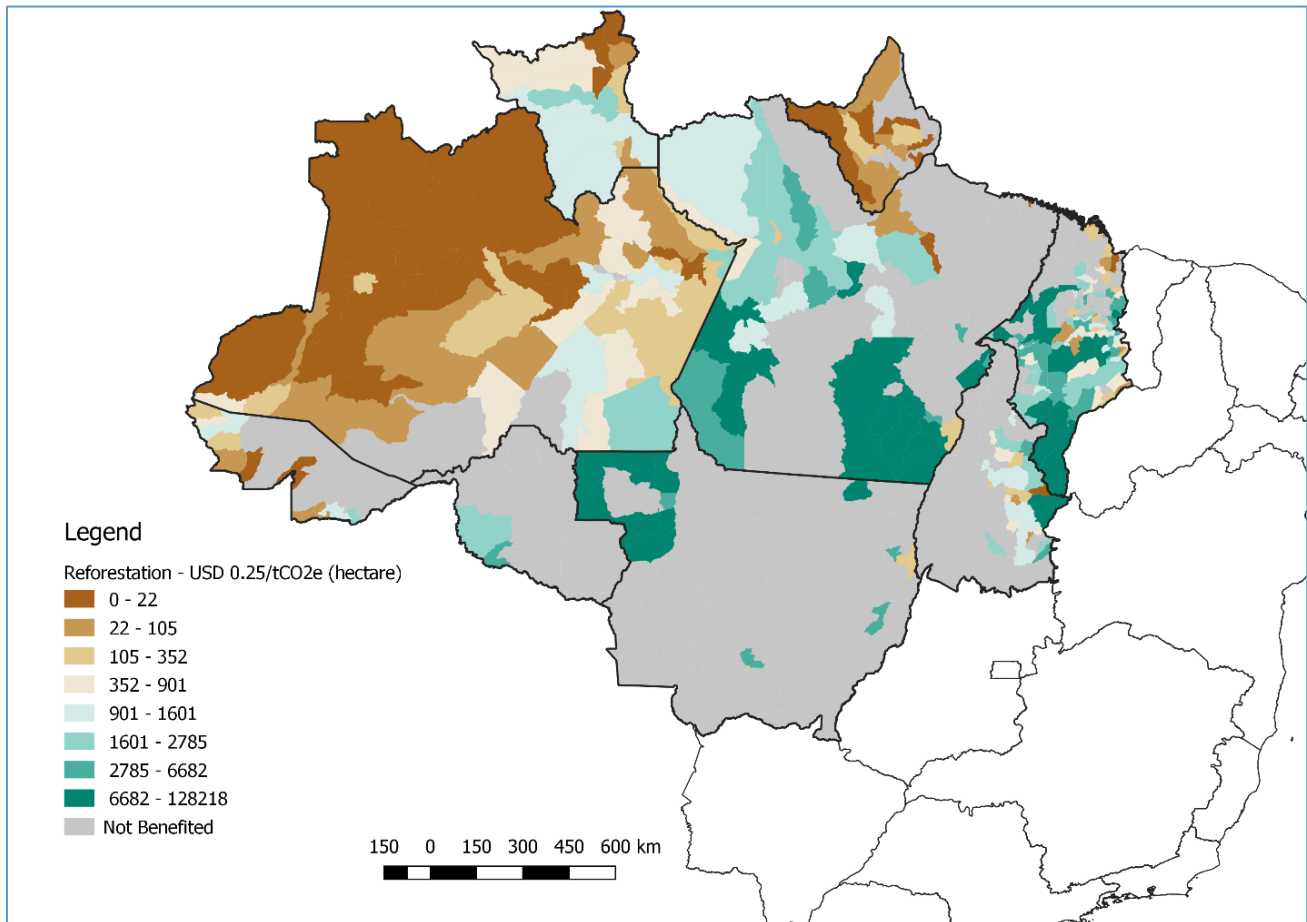 Legend
Reforestation - USD 0.25/tCO2e (hectare)
0 - 22
22 - 105
105 - 352
352 - 901
901 - 1601
1601 - 2785
2785 - 6682
6682 - 128218
Not Benefited
150 0 150 300 450 600 km